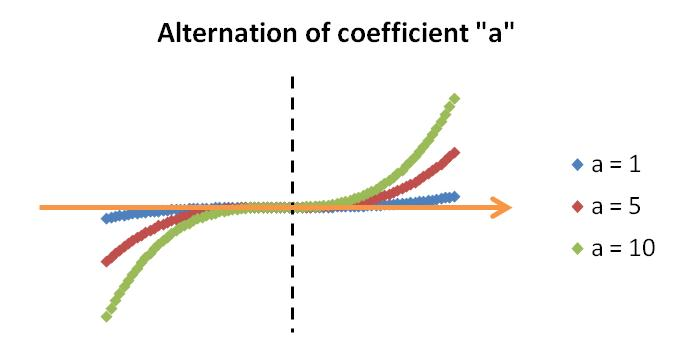 Alternation of coefficient "a"
a = 1
a = 5
a = 10